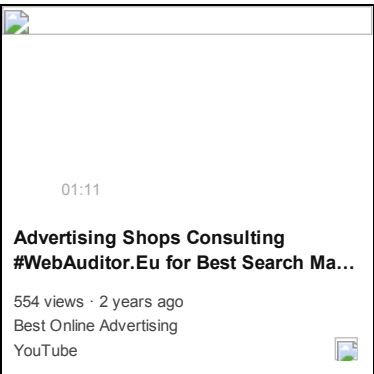 01:11
Advertising Shops Consulting
#WebAuditor.Eu for Best Search Ma...
554 views · 2 years ago
Best Online Advertising
YouTube